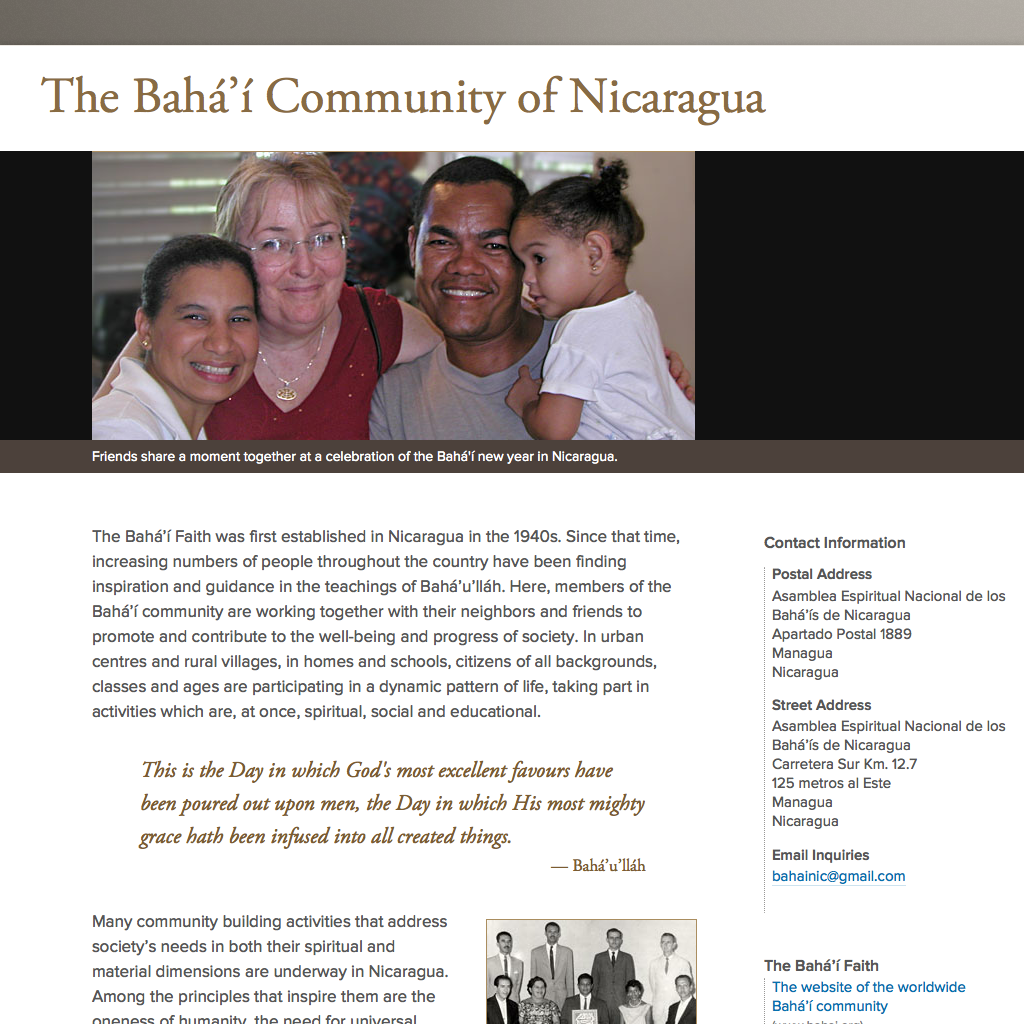 The Bahá’í Community of Nicaragua
Friends share a moment together at a celebration of the Bahá'í new year in Nicaragua.
The Bahá’í Faith was first established in Nicaragua in the 1940s. Since that time,
increasing numbers of people throughout the country have been finding
inspiration and guidance in the teachings of Bahá’u’lláh. Here, members of the
Bahá’í community are working together with their neighbors and friends to
promote and contribute to the well-being and progress of society. In urban
centres and rural villages, in homes and schools, citizens of all backgrounds,
classes and ages are participating in a dynamic pattern of life, taking part in
activities which are, at once, spiritual, social and educational.
This is the Day in which God's most excellent favours have
been poured out upon men, the Day in which His most mighty
grace hath been infused into all created things.
— Bahá’u’lláh
Many community building activities that address
society’s needs in both their spiritual and
material dimensions are underway in Nicaragua.
Among the principles that inspire them are the
oneness of humanity, the need for universal
Contact Information
Postal Address
Asamblea Espiritual Nacional de los
Bahá’ís de Nicaragua
Apartado Postal 1889
Managua
Nicaragua
Street Address
Asamblea Espiritual Nacional de los
Bahá’ís de Nicaragua
Carretera Sur Km. 12.7
125 metros al Este
Managua
Nicaragua
Email Inquiries
bahainic@gmail.com
The Bahá’í Faith
The website of the worldwide
Bahá’í community